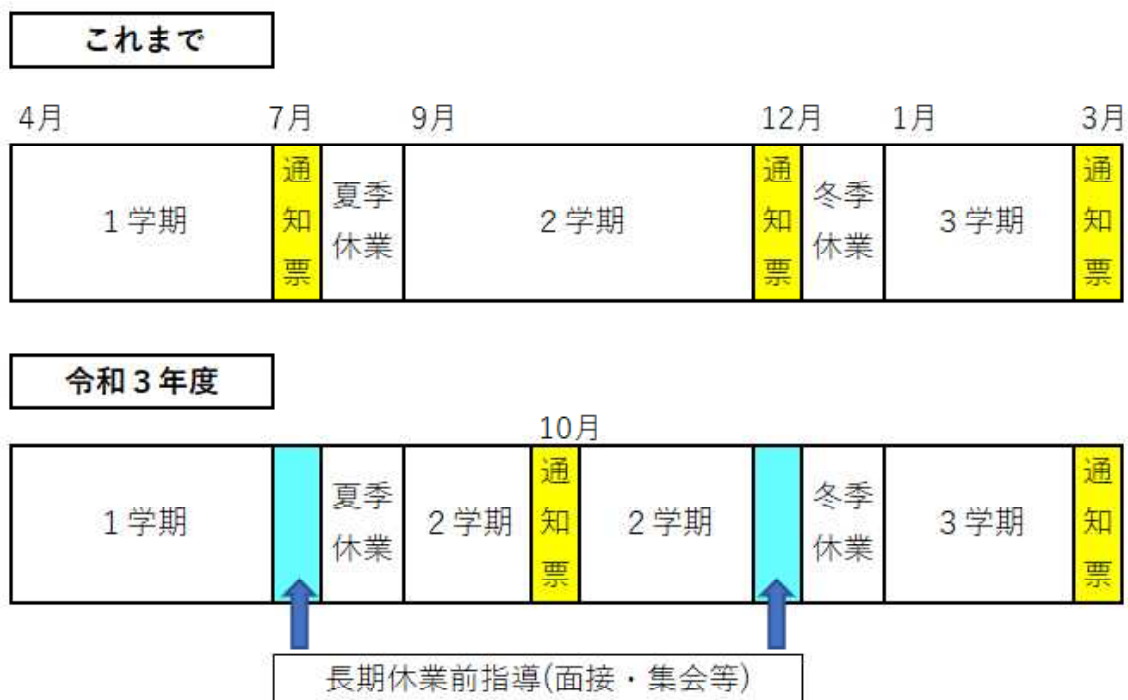 これまで
4月 7月 9月 12月 1月 3月
1学期 通知票 夏季休業 2学期 通知票 冬季休業 3学期 通知票
令和3年度
10月
1学期 夏季休業 2学期 通知票 2学期 冬季休業 3学期 通知票
長期休業前指導(面接・集会等)